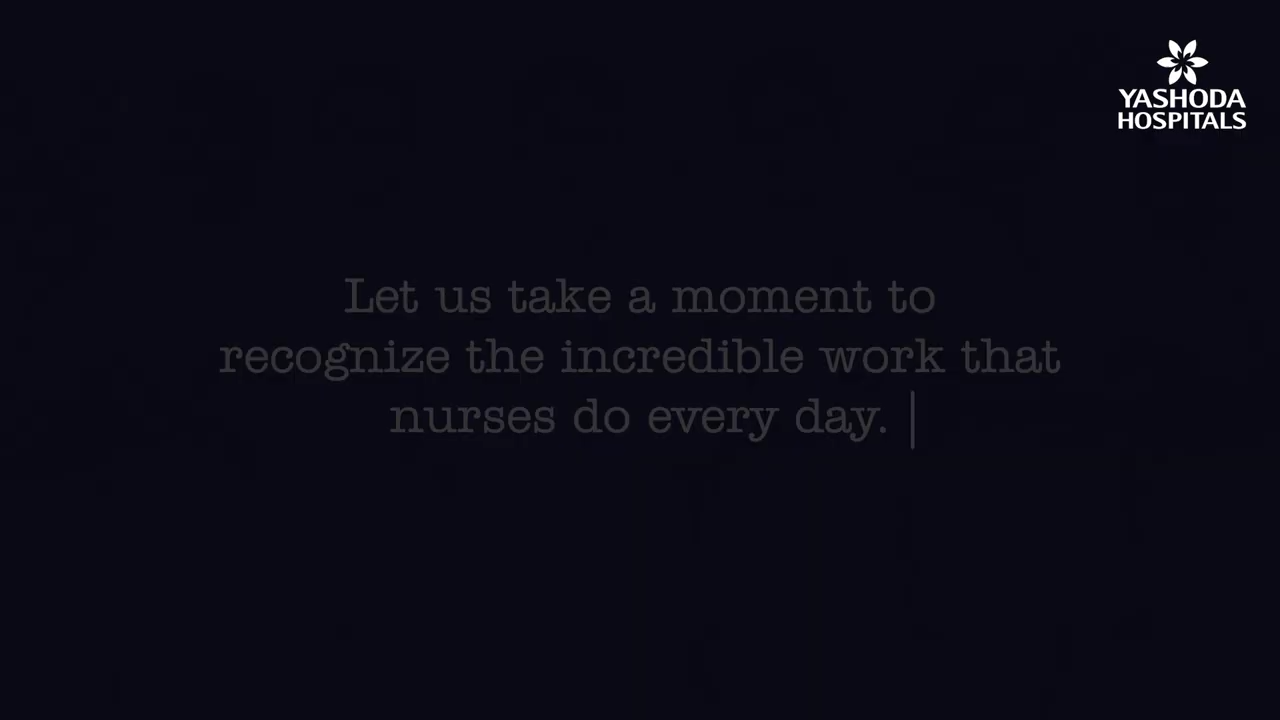 YASHODA
HOSPITALS
Let us take a moment to
recognize the incredible work that
nurses do every day.